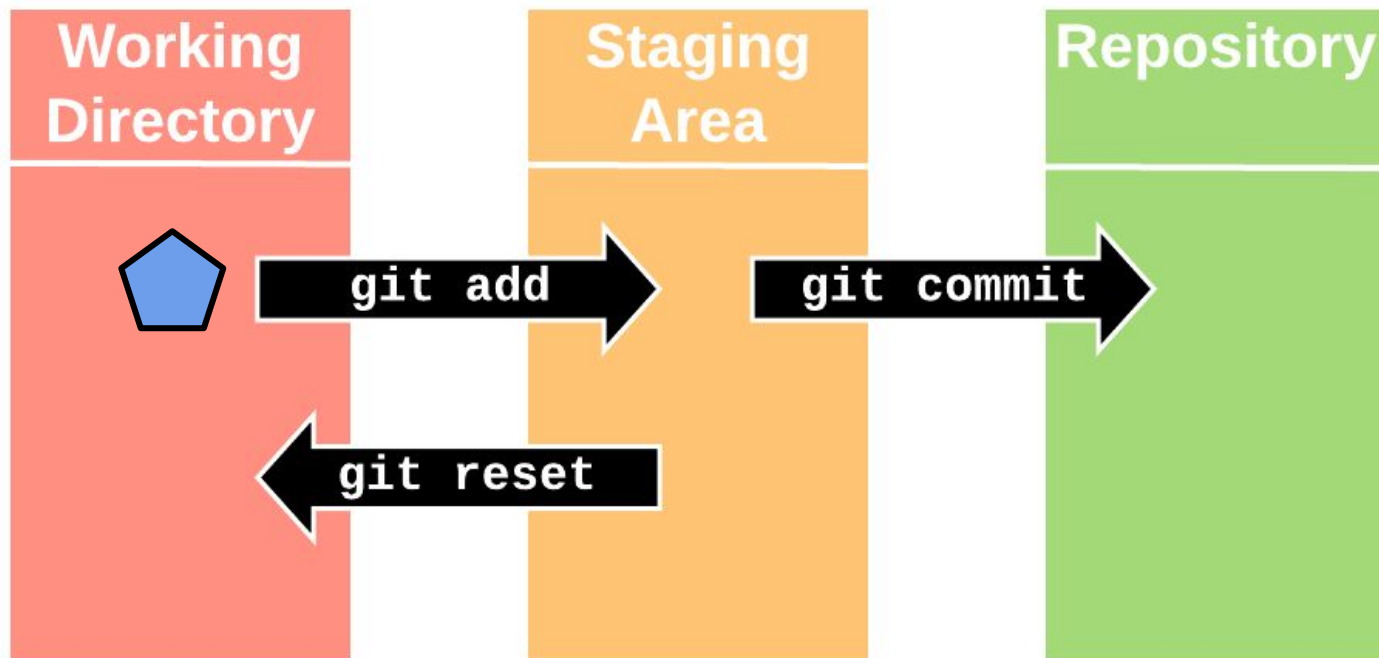 Working
Directory
Staging
Area
Repository
git add
git commit
git reset